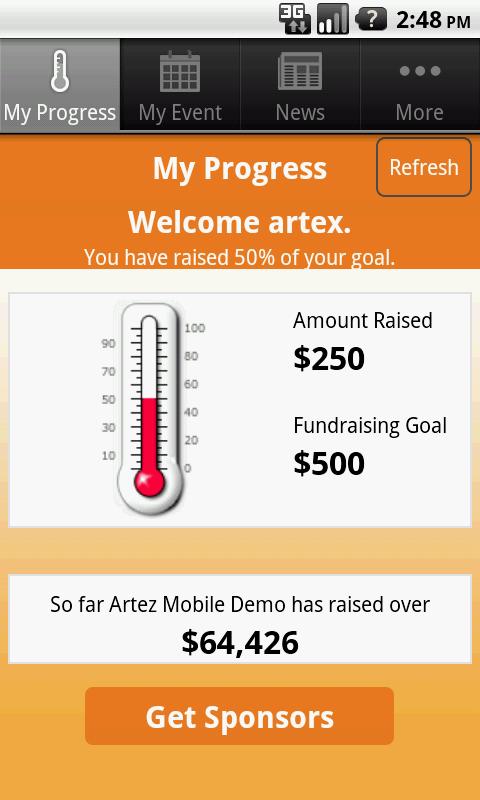 3G 2:48 PM
My Progress My Event News More
My Progress Refresh
Welcome artex.
You have raised 50% of your goal.
Amount Raised
$250
Fundraising Goal
$500
100
90
80
70
60
50
40
30
20
10
0
So far Artez Mobile Demo has raised over
$64,426
Get Sponsors